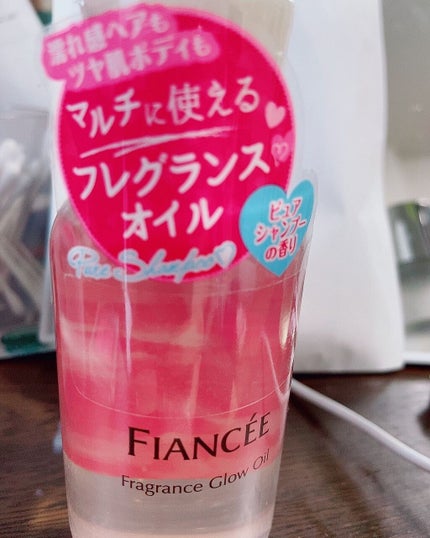 濡れ感ヘアも
ツヤ肌ボディも
マルチに使える
フレグランス
オイル
ピュア
シャンプー
の香り
Pure Shampoo
FIANCÉE
Fragrance Glow Oil